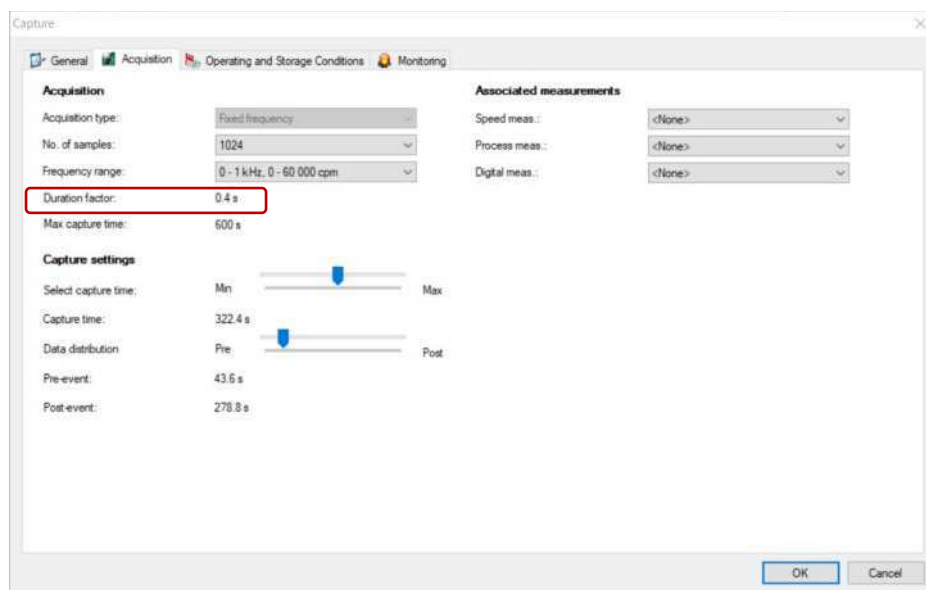 Capture
General Acquisition Operating and Storage Conditions Monitoring
Acquisition Associated measurements
Acquisition type: Fixed frequency Speed meas.: <None>
No. of samples: 1024 Process meas.: <None>
Frequency range: 0 - 1 kHz, 0 - 60 000 cpm Digital meas.: <None>
Duration factor: 0.4 s
Max capture time: 600 s
Capture settings
Select capture time: Min Max
Capture time: 322.4 s
Data distribution Pre Post
Pre-event: 43.6 s
Post-event: 278.8 s
OK Cancel